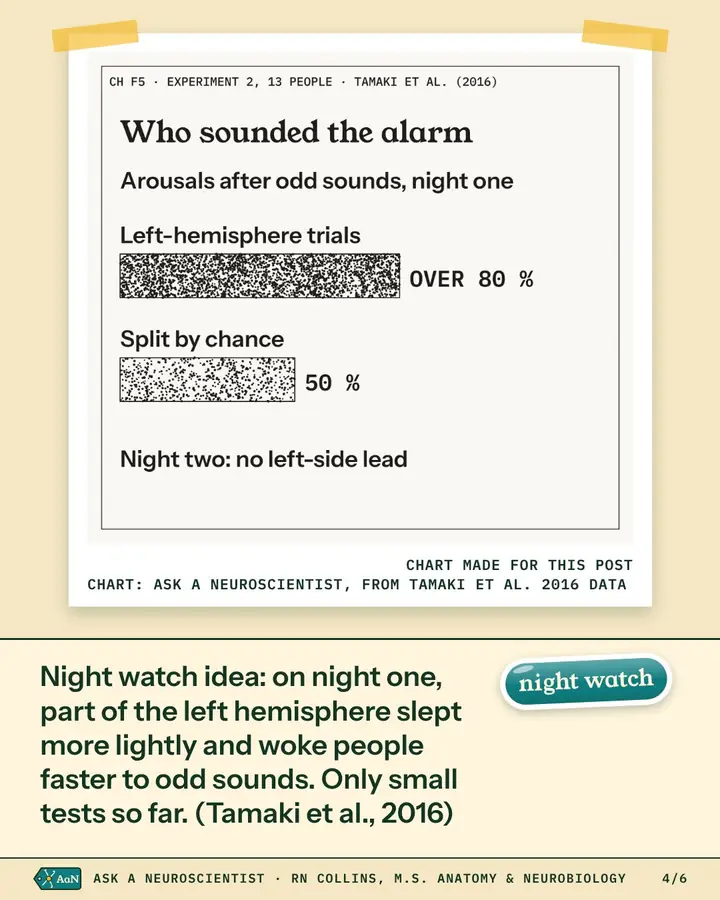 CH F5 · EXPERIMENT 2, 13 PEOPLE · TAMAKI ET AL. (2016)
Who sounded the alarm
Arousals after odd sounds, night one
Left-hemisphere trials
OVER 80 %
Split by chance
50 %
Night two: no left-side lead
CHART MADE FOR THIS POST
CHART: ASK A NEUROSCIENTIST, FROM TAMAKI ET AL. 2016 DATA
Night watch idea: on night one,
part of the left hemisphere slept
more lightly and woke people
faster to odd sounds. Only small
tests so far. (Tamaki et al., 2016)
night watch
AaN
ASK A NEUROSCIENTIST · RN COLLINS, M.S. ANATOMY & NEUROBIOLOGY
4/6